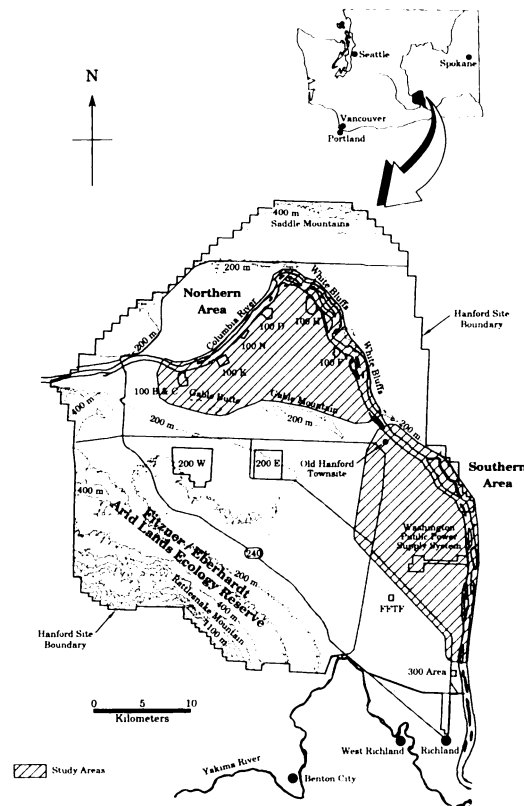 Seattle
Spokane
Vancouver
Portland
N
400 m
Saddle Mountains
200 m
White Bluffs
Northern
Area
Columbia River
Hanford Site
Boundary
100 D
100 H
200 m
100 N
White Bluffs
100 F
100 K
100 B & C
Gable Butte
Gable Mountain
400 m
200 m
200 m
200 m
Old Hanford
Townsite
Southern
Area
200 W
200 E
400 m
Washington
Public Power
Supply System
Fitzner / Eberhardt
Arid Lands Ecology Reserve
240
200 m
400 m
Rattlesnake Mountain
1100 m
FFTF
Hanford Site
Boundary
300 Area
0 5 10
Kilometers
West Richland
Richland
Yakima River
Benton City
Study Areas